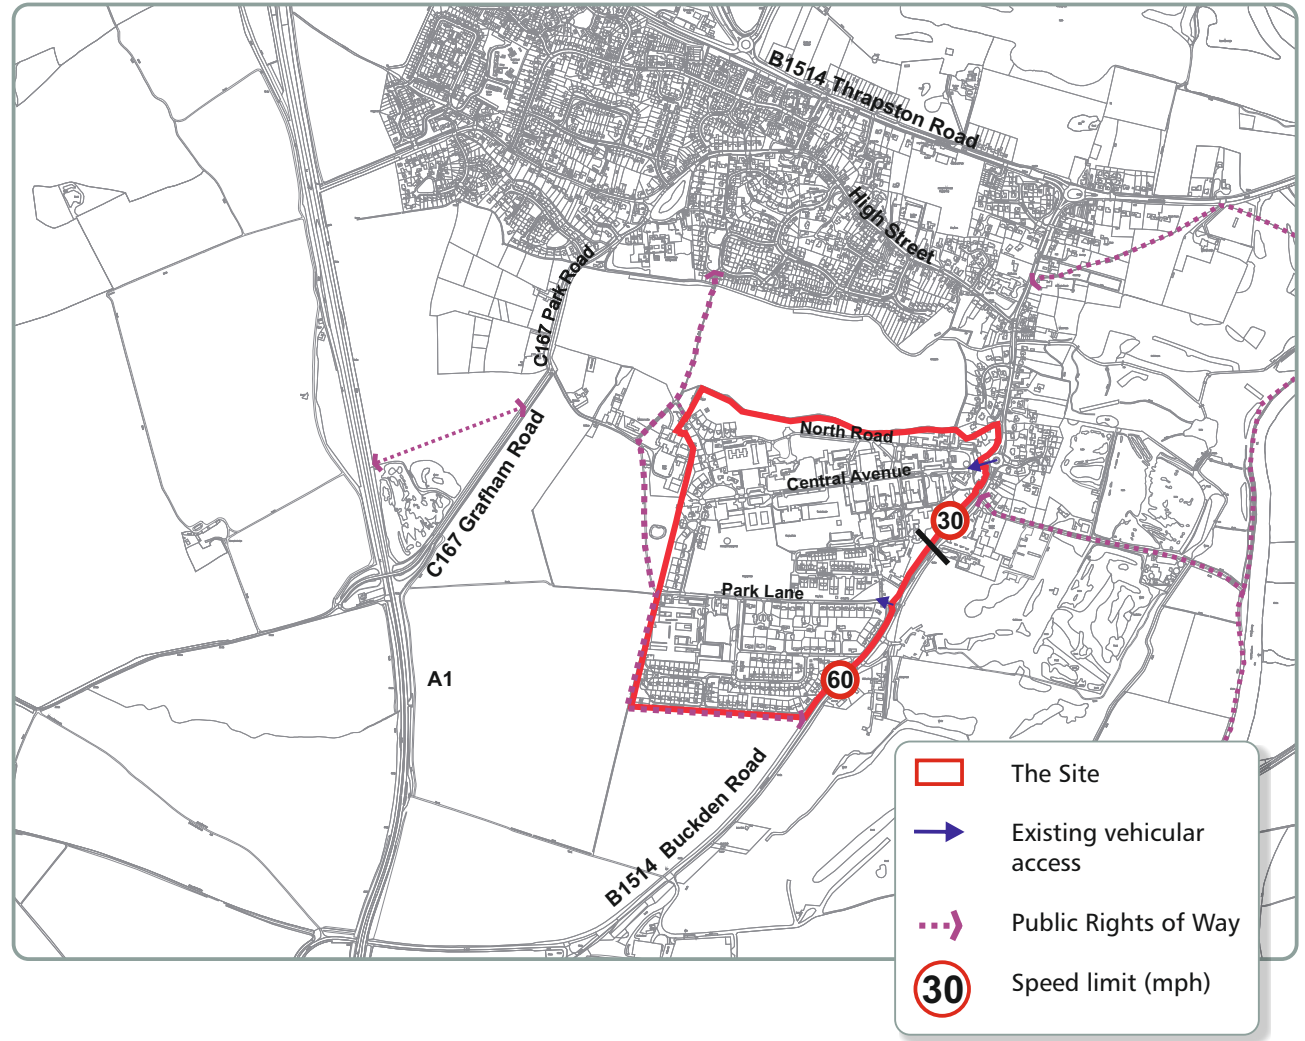 B1514 Thrapston Road
High Street
C167 Park Road
C167 Grafham Road
North Road
Central Avenue
30
Park Lane
60
A1
B1514 Buckden Road
The Site
Existing vehicular
access
Public Rights of Way
30
Speed limit (mph)